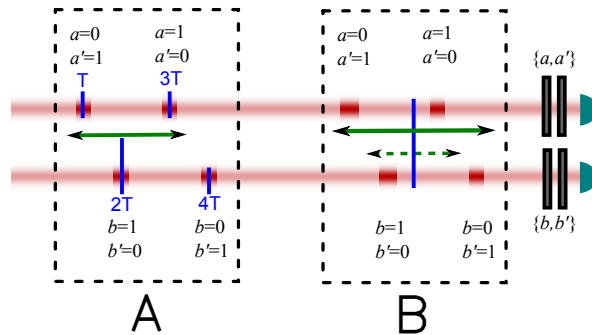 a=0
a′=1
a=1
a′=0
T
3T
2T
4T
b=1
b′=0
b=0
b′=1
A
a=0
a′=1
a=1
a′=0
b=1
b′=0
b=0
b′=1
B
{a,a′}
{b,b′}